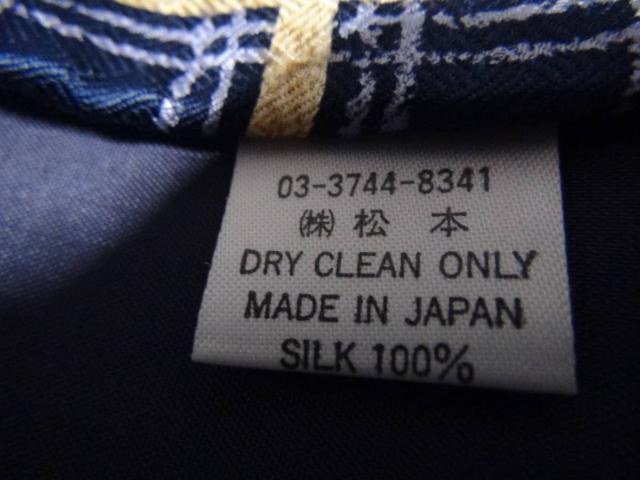 03-3744-8341
㈱ 松 本
DRY CLEAN ONLY
MADE IN JAPAN
SILK 100%